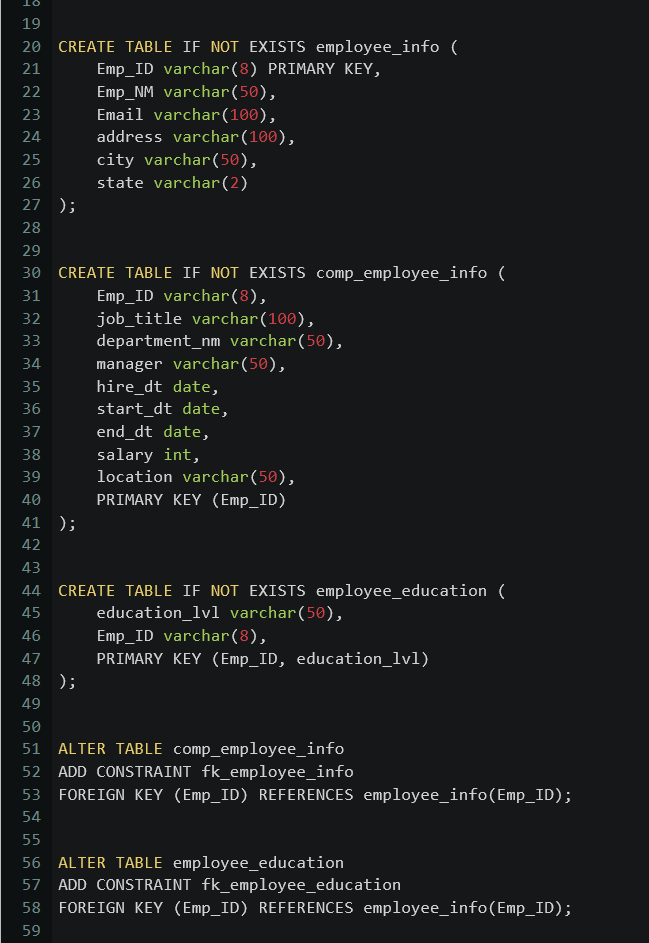 18
19
20 CREATE TABLE IF NOT EXISTS employee_info (
21     Emp_ID varchar(8) PRIMARY KEY,
22     Emp_NM varchar(50),
23     Email varchar(100),
24     address varchar(100),
25     city varchar(50),
26     state varchar(2)
27 );
28
29
30 CREATE TABLE IF NOT EXISTS comp_employee_info (
31     Emp_ID varchar(8),
32     job_title varchar(100),
33     department_nm varchar(50),
34     manager varchar(50),
35     hire_dt date,
36     start_dt date,
37     end_dt date,
38     salary int,
39     location varchar(50),
40     PRIMARY KEY (Emp_ID)
41 );
42
43
44 CREATE TABLE IF NOT EXISTS employee_education (
45     education_lvl varchar(50),
46     Emp_ID varchar(8),
47     PRIMARY KEY (Emp_ID, education_lvl)
48 );
49
50
51 ALTER TABLE comp_employee_info
52 ADD CONSTRAINT fk_employee_info
53 FOREIGN KEY (Emp_ID) REFERENCES employee_info(Emp_ID);
54
55
56 ALTER TABLE employee_education
57 ADD CONSTRAINT fk_employee_education
58 FOREIGN KEY (Emp_ID) REFERENCES employee_info(Emp_ID);
59